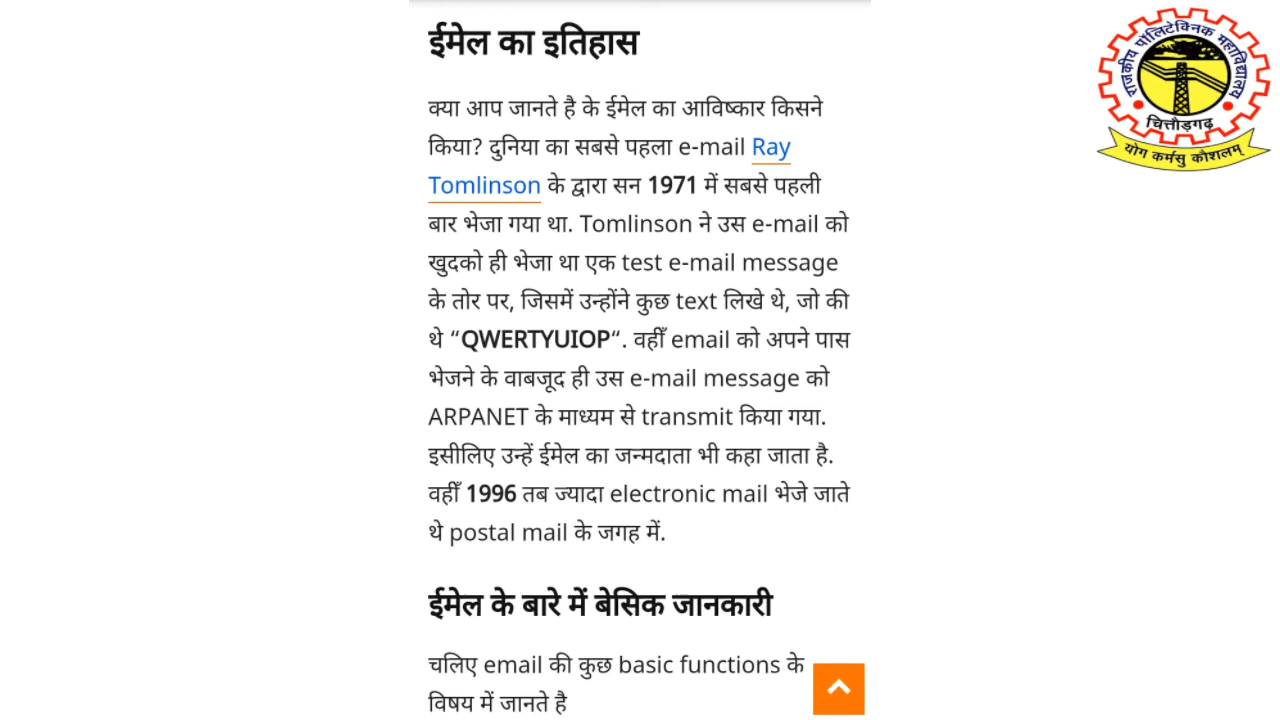 ईमेल का इतिहास
क्या आप जानते है के ईमेल का आविष्कार किसने
किया? दुनिया का सबसे पहला e-mail Ray
Tomlinson के द्वारा सन 1971 में सबसे पहली
बार भेजा गया था. Tomlinson ने उस e-mail को
खुदको ही भेजा था एक test e-mail message
के तोर पर, जिसमें उन्होंने कुछ text लिखे थे, जो की
थे “QWERTYUIOP“. वहीँ email को अपने पास
भेजने के वाबजूद ही उस e-mail message को
ARPANET के माध्यम से transmit किया गया.
इसीलिए उन्हें ईमेल का जन्मदाता भी कहा जाता है.
वहीँ 1996 तब ज्यादा electronic mail भेजे जाते
थे postal mail के जगह में.
ईमेल के बारे में बेसिक जानकारी
चलिए email की कुछ basic functions के
विषय में जानते है
राजकीय पॉलिटेक्निक महाविद्यालय
चित्तौड़गढ़
योग कर्मसु कौशलम्